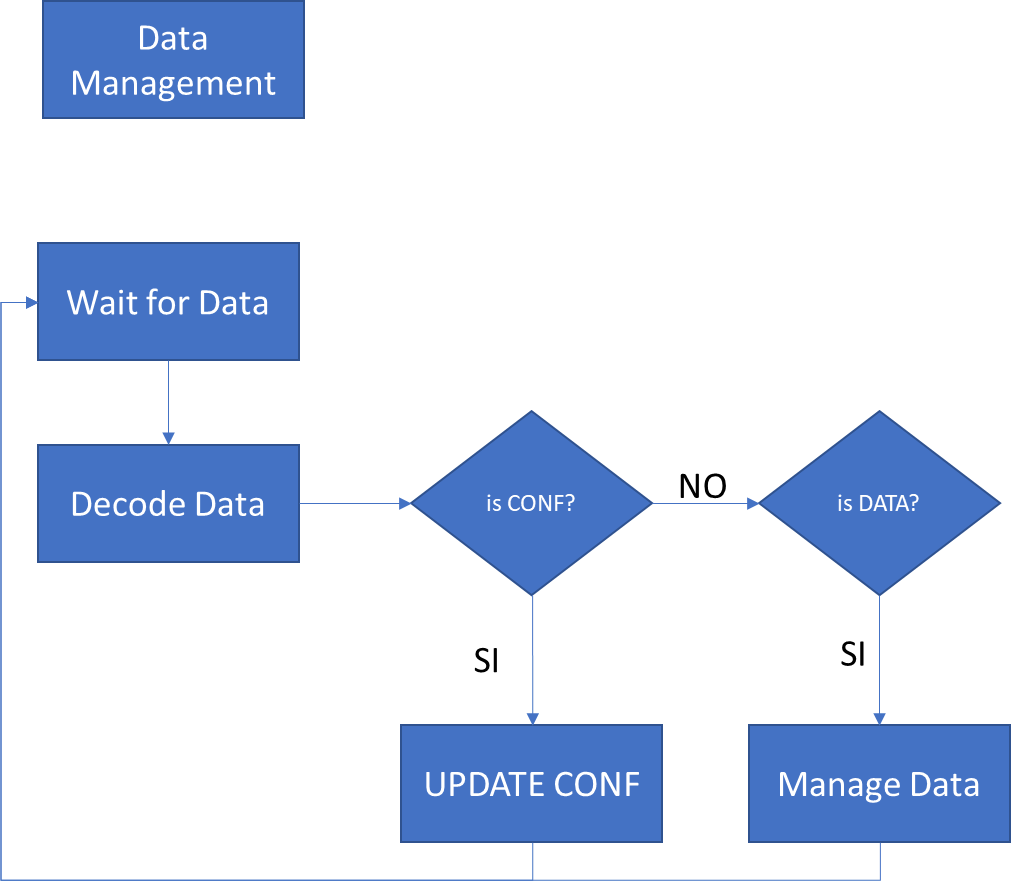 Data
Management
Wait for Data
Decode Data
is CONF?
NO
is DATA?
SI
SI
UPDATE CONF
Manage Data